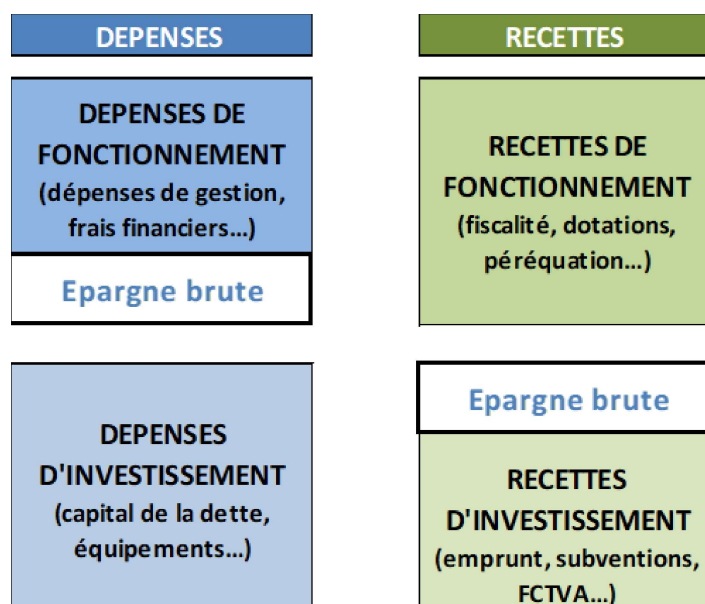 DEPENSES
RECETTES
DEPENSES DE
FONCTIONNEMENT
(dépenses de gestion,
frais financiers...)
Epargne brute
RECETTES DE
FONCTIONNEMENT
(fiscalité, dotations,
péréquation...)
DEPENSES
D'INVESTISSEMENT
(capital de la dette,
équipements...)
Epargne brute
RECETTES
D'INVESTISSEMENT
(emprunt, subventions,
FCTVA...)